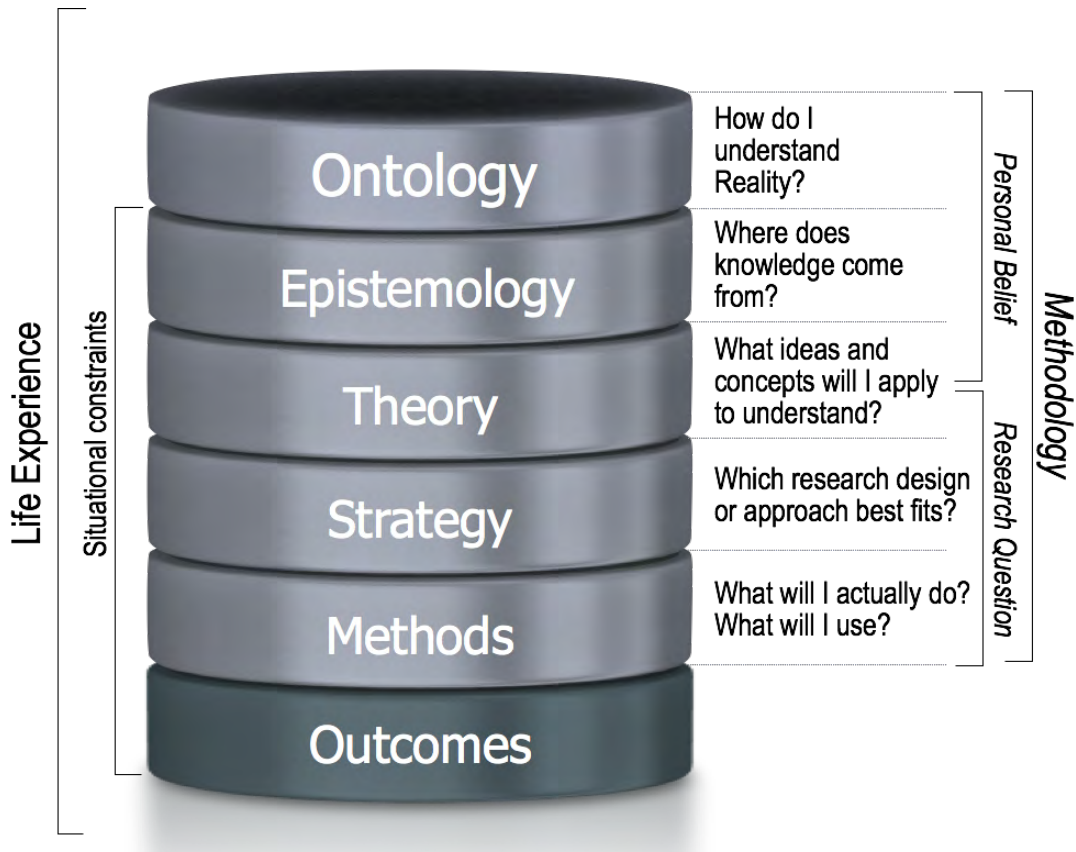 Ontology
How do I
understand
Reality?
Epistemology
Where does
knowledge come
from?
Theory
What ideas and
concepts will I apply
to understand?
Strategy
Which research design
or approach best fits?
Methods
What will I actually do?
What will I use?
Outcomes
Life Experience
Situational constraints
Personal Belief
Research Question
Methodology